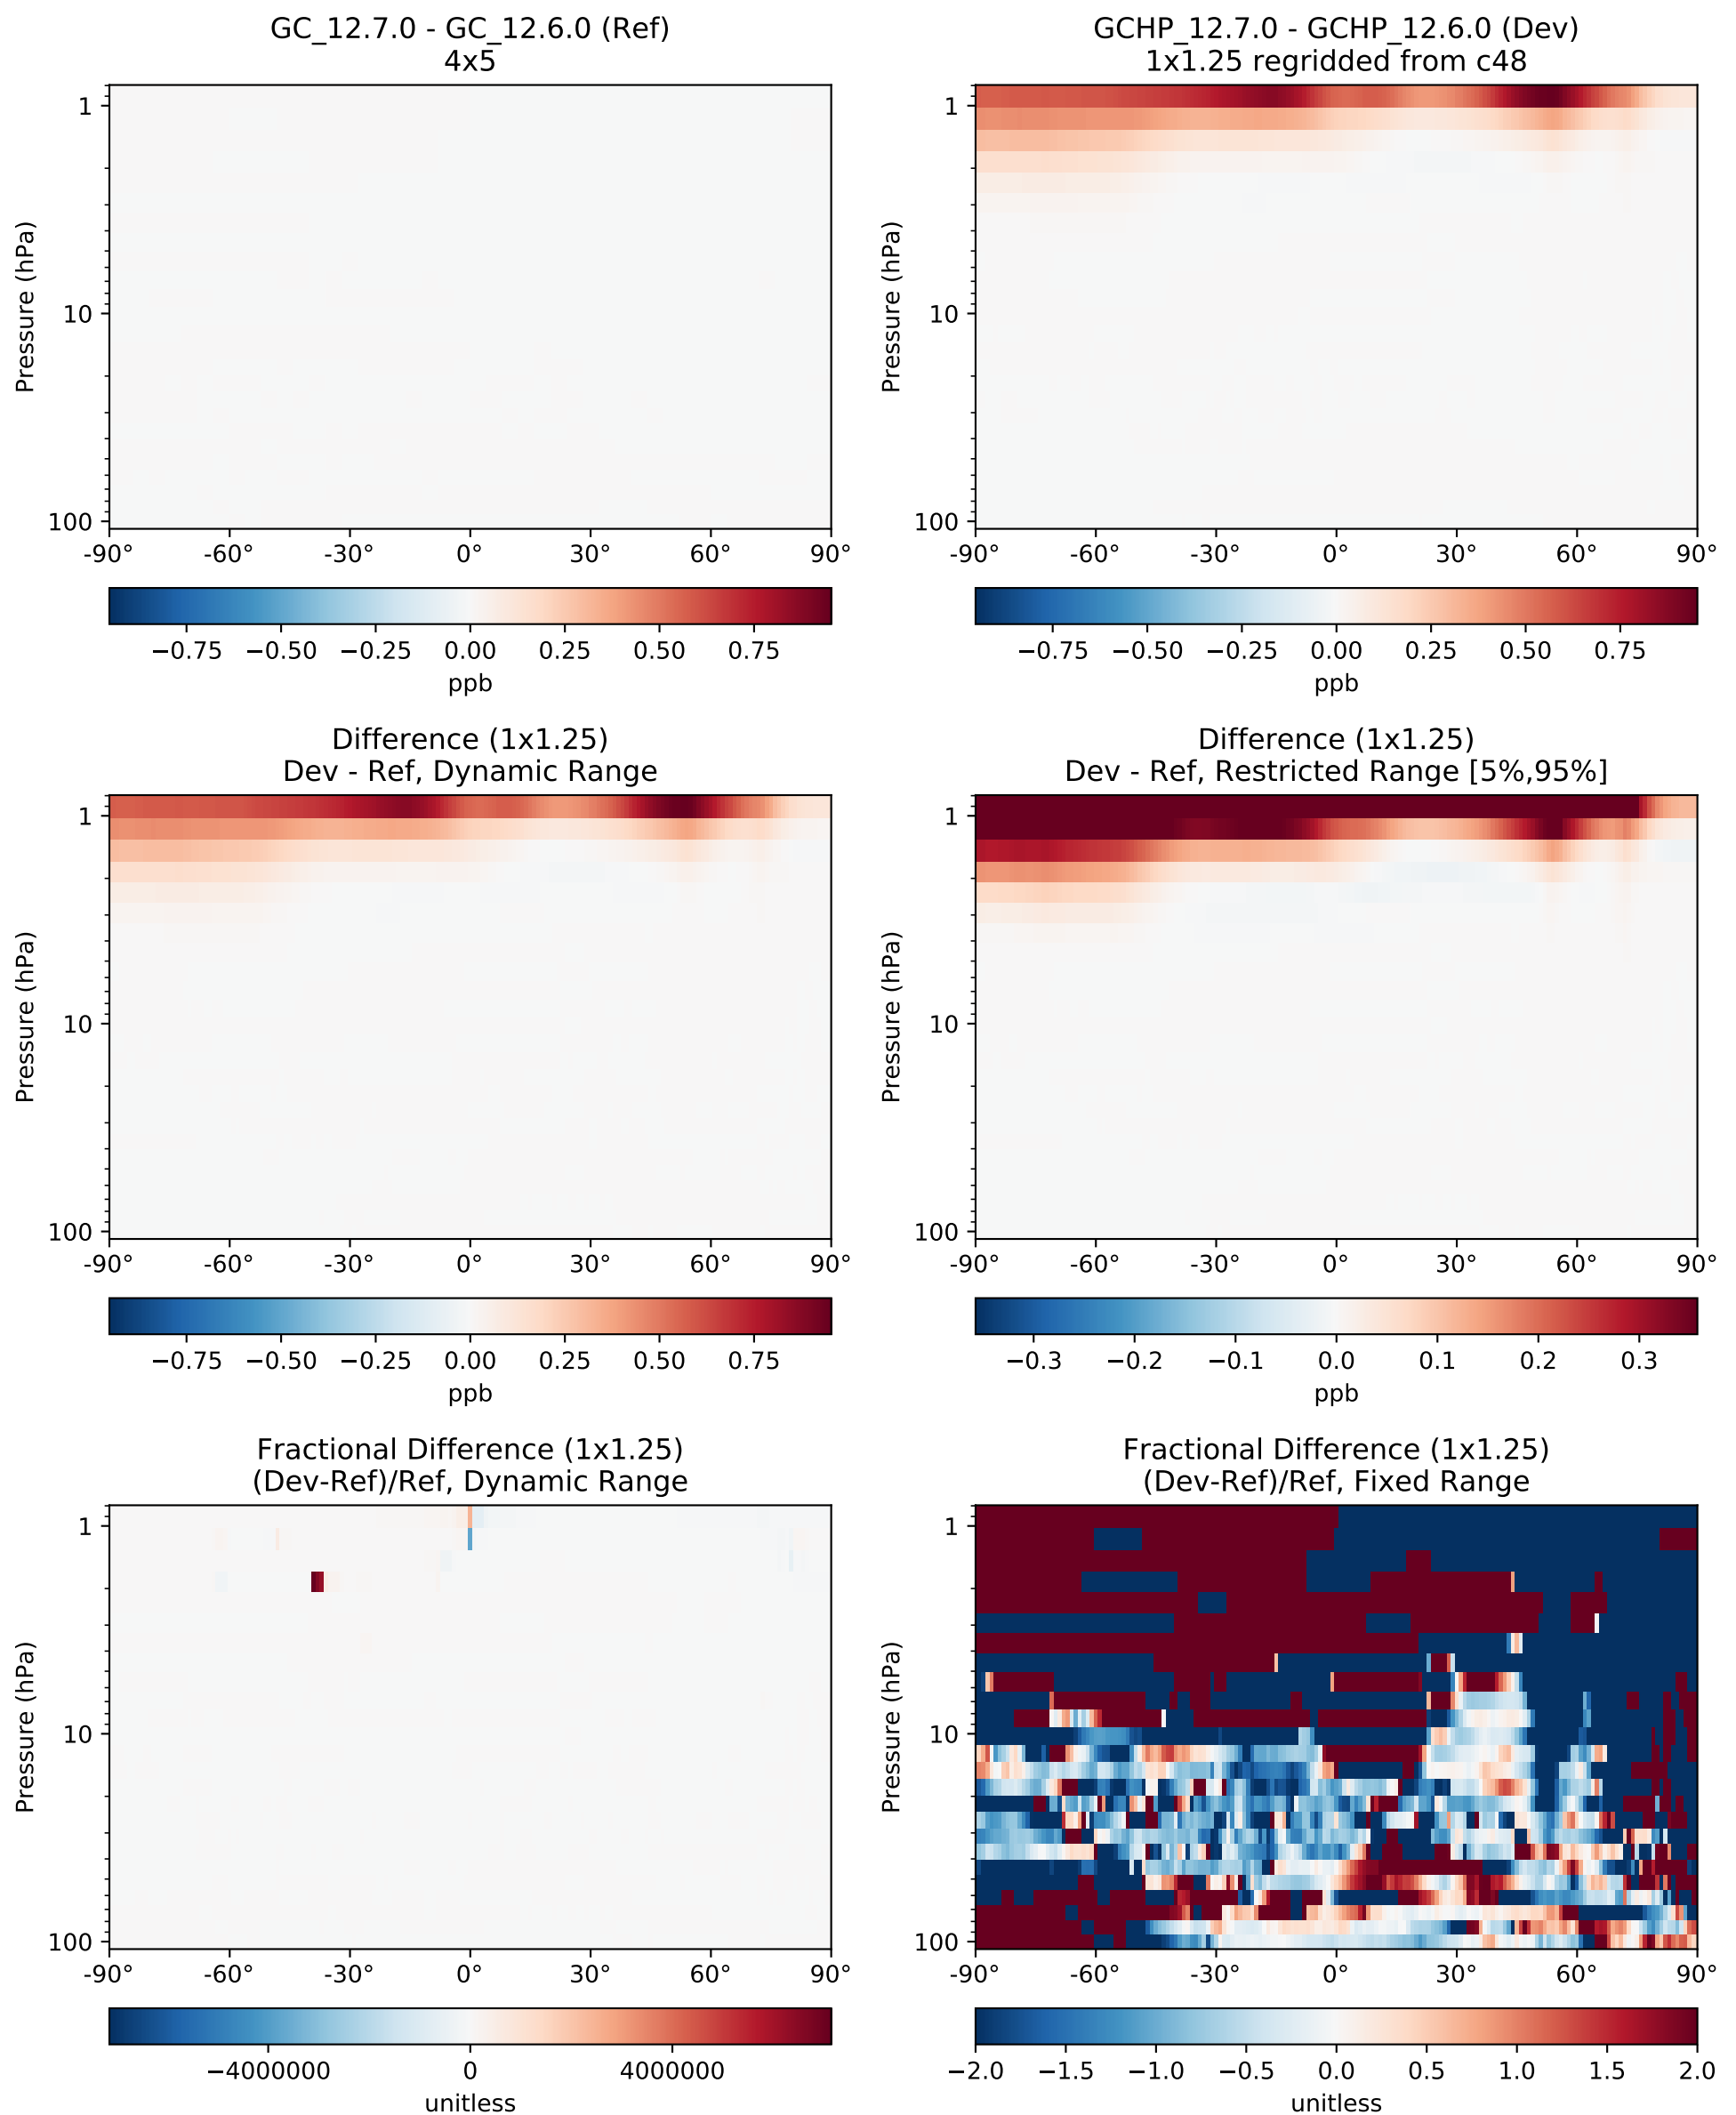 GC_12.7.0 - GC_12.6.0 (Ref)
4x5
GCHP_12.7.0 - GCHP_12.6.0 (Dev)
1x1.25 regridded from c48
Pressure (hPa)
1
10
100
-90° -60° -30° 0° 30° 60° 90°
−0.75 −0.50 −0.25 0.00 0.25 0.50 0.75
ppb
Pressure (hPa)
1
10
100
-90° -60° -30° 0° 30° 60° 90°
−0.75 −0.50 −0.25 0.00 0.25 0.50 0.75
ppb
Difference (1x1.25)
Dev - Ref, Dynamic Range
Pressure (hPa)
1
10
100
-90° -60° -30° 0° 30° 60° 90°
−0.75 −0.50 −0.25 0.00 0.25 0.50 0.75
ppb
Difference (1x1.25)
Dev - Ref, Restricted Range [5%,95%]
Pressure (hPa)
1
10
100
-90° -60° -30° 0° 30° 60° 90°
−0.3 −0.2 −0.1 0.0 0.1 0.2 0.3
ppb
Fractional Difference (1x1.25)
(Dev-Ref)/Ref, Dynamic Range
Pressure (hPa)
1
10
100
-90° -60° -30° 0° 30° 60° 90°
−4000000 0 4000000
unitless
Fractional Difference (1x1.25)
(Dev-Ref)/Ref, Fixed Range
Pressure (hPa)
1
10
100
-90° -60° -30° 0° 30° 60° 90°
−2.0 −1.5 −1.0 −0.5 0.0 0.5 1.0 1.5 2.0
unitless